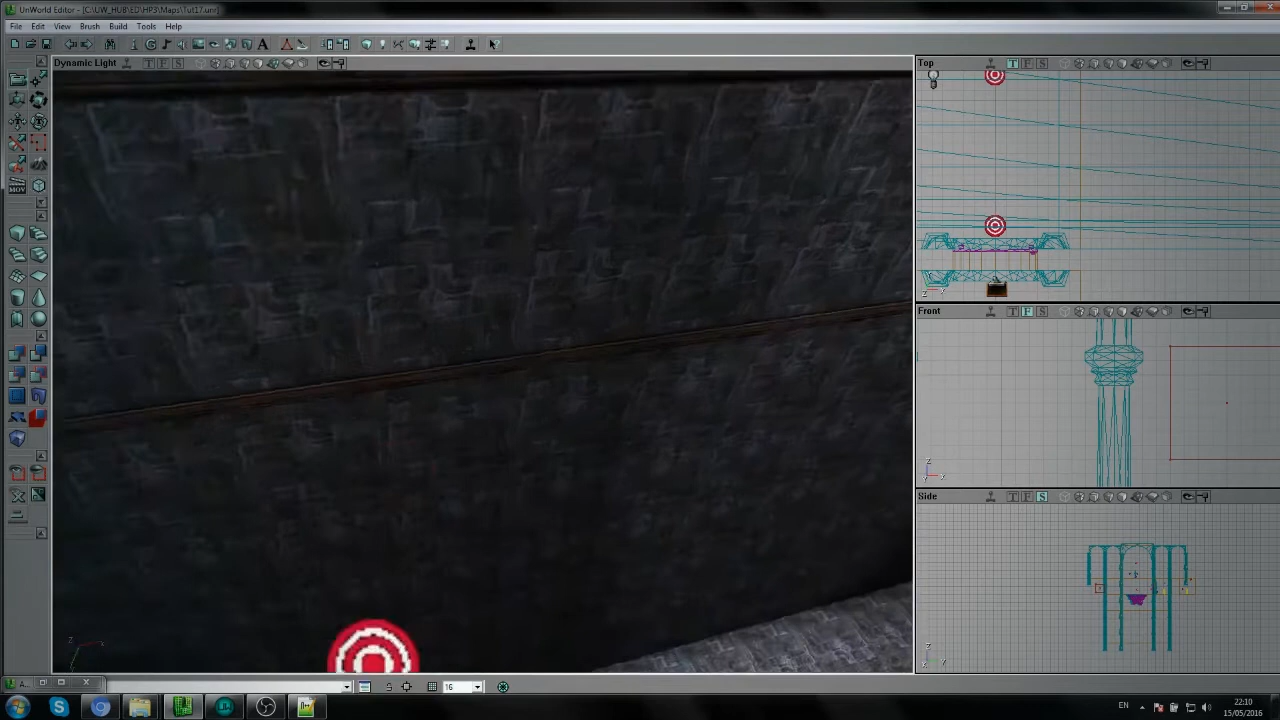 UnWorld Editor - [C:\UW_HUB\ED\HP3\Maps\Tut17.unr]
File Edit View Brush Build Tools Help
Dynamic Light T F S
Top T F S
MOV
Front T F S
Side T F S
16
EN
22:10
15/05/2016